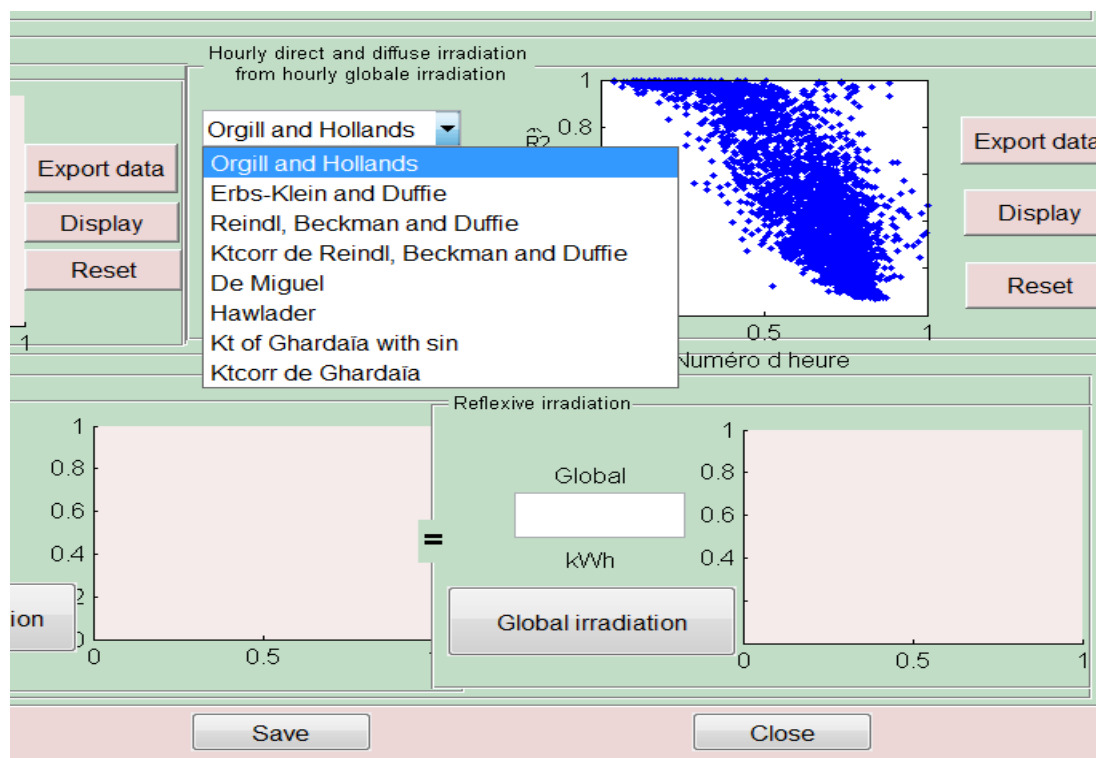 Hourly direct and diffuse irradiation
from hourly globale irradiation
Orgill and Hollands
Orgill and Hollands
Erbs-Klein and Duffie
Reindl, Beckman and Duffie
Ktcorr de Reindl, Beckman and Duffie
De Miguel
Hawlader
Kt of Ghardaïa with sin
Ktcorr de Ghardaïa
Export data
Display
Reset
1
1
0.8
0.5
1
Numéro d heure
Export data
Display
Reset
1
0.8
0.6
0.4
0
0.5
ion
=
Reflexive irradiation
Global
kWh
Global irradiation
1
0.8
0.6
0.4
0
0.5
1
Save
Close